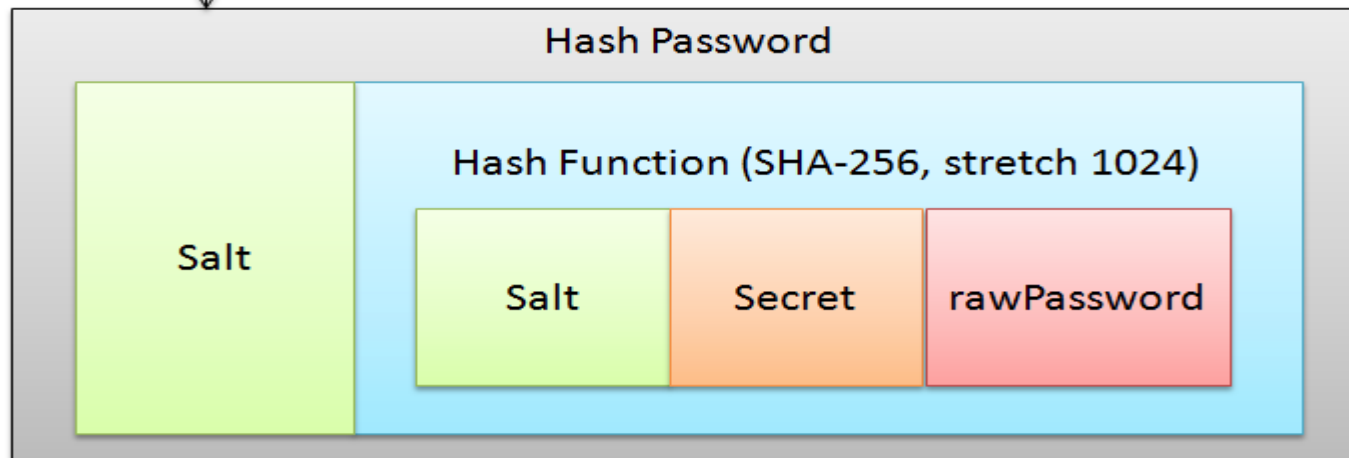 Hash Password
Hash Function (SHA-256, stretch 1024)
Salt
Salt
Secret
rawPassword